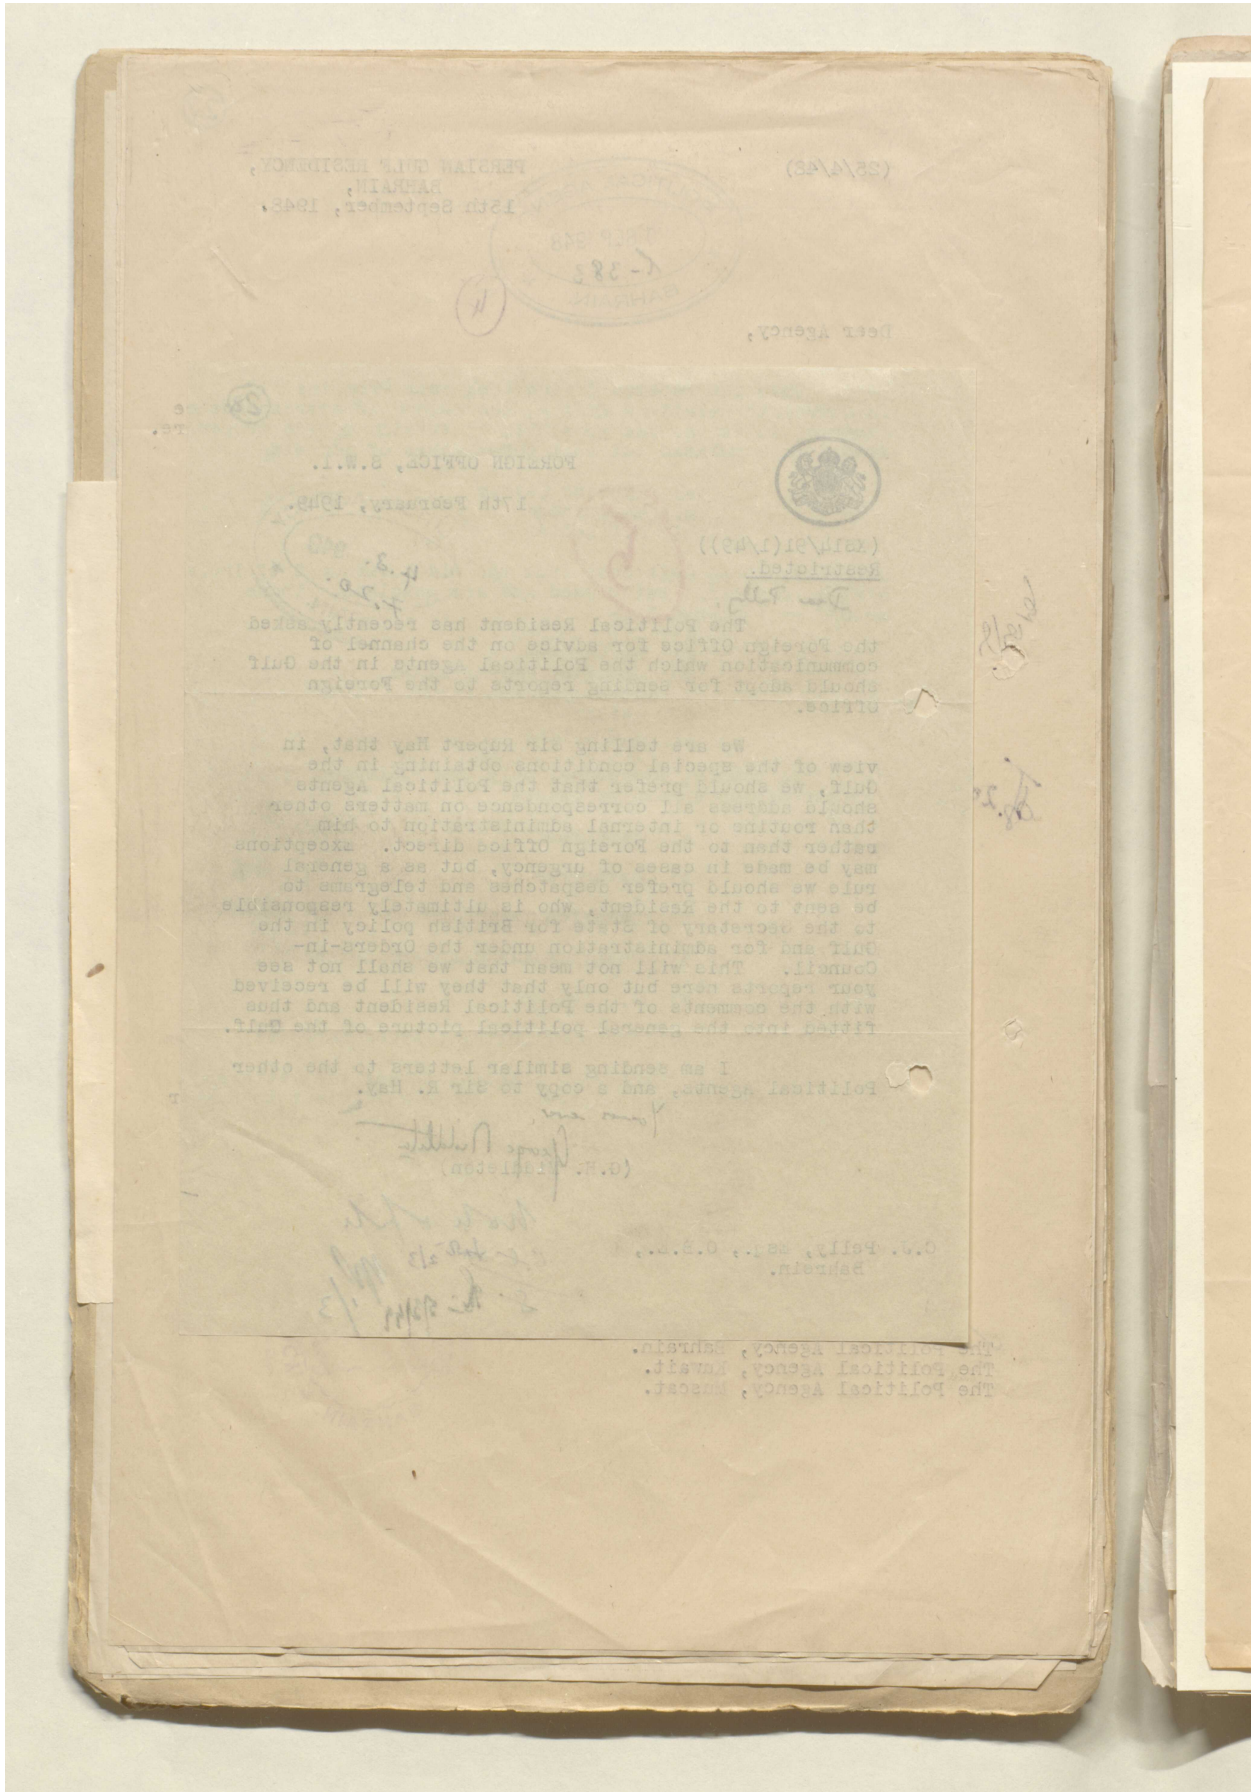 (25/4/48)
PERSIAN GULF RESIDENCY,
BAHRAIN,
15th September, 1948.
1948
K-383
BAHRAIN
4
Dear Agency,
2
e
re.
FOREIGN OFFICE, S.W.1.
17th February, 1949.
5
Restricted.
Dear Pelly,
The Political Resident has recently asked
the Foreign Office for advice on the channel of
communication which the Political Agents in the Gulf
should adopt for sending reports to the Foreign
Office.
We are telling Sir Rupert Hay that, in
view of the special conditions obtaining in the
Gulf, we should prefer that the Political Agents
should address all correspondence on matters other
than routine or internal administration to him
rather than to the Foreign Office direct. Exceptions
may be made in cases of urgency, but as a general
rule we should prefer despatches and telegrams to
be sent to the Resident, who is ultimately responsible
to the Secretary of State for British policy in the
Gulf and for administration under the Orders-in-
Council. This will not mean that we shall not see
your reports here but only that they will be received
with the comments of the Political Resident and thus
fitted into the general political picture of the Gulf.
I am sending similar letters to the other
Political Agents, and a copy to Sir R. Hay.
r
Yours ever,
George Middleton
(G.H. Middleton)
C.J. Pelly, Esq., O.B.E.,
Bahrain.
The Political Agency, Bahrain.
The Political Agency, Kuwait.
The Political Agency, Muscat.